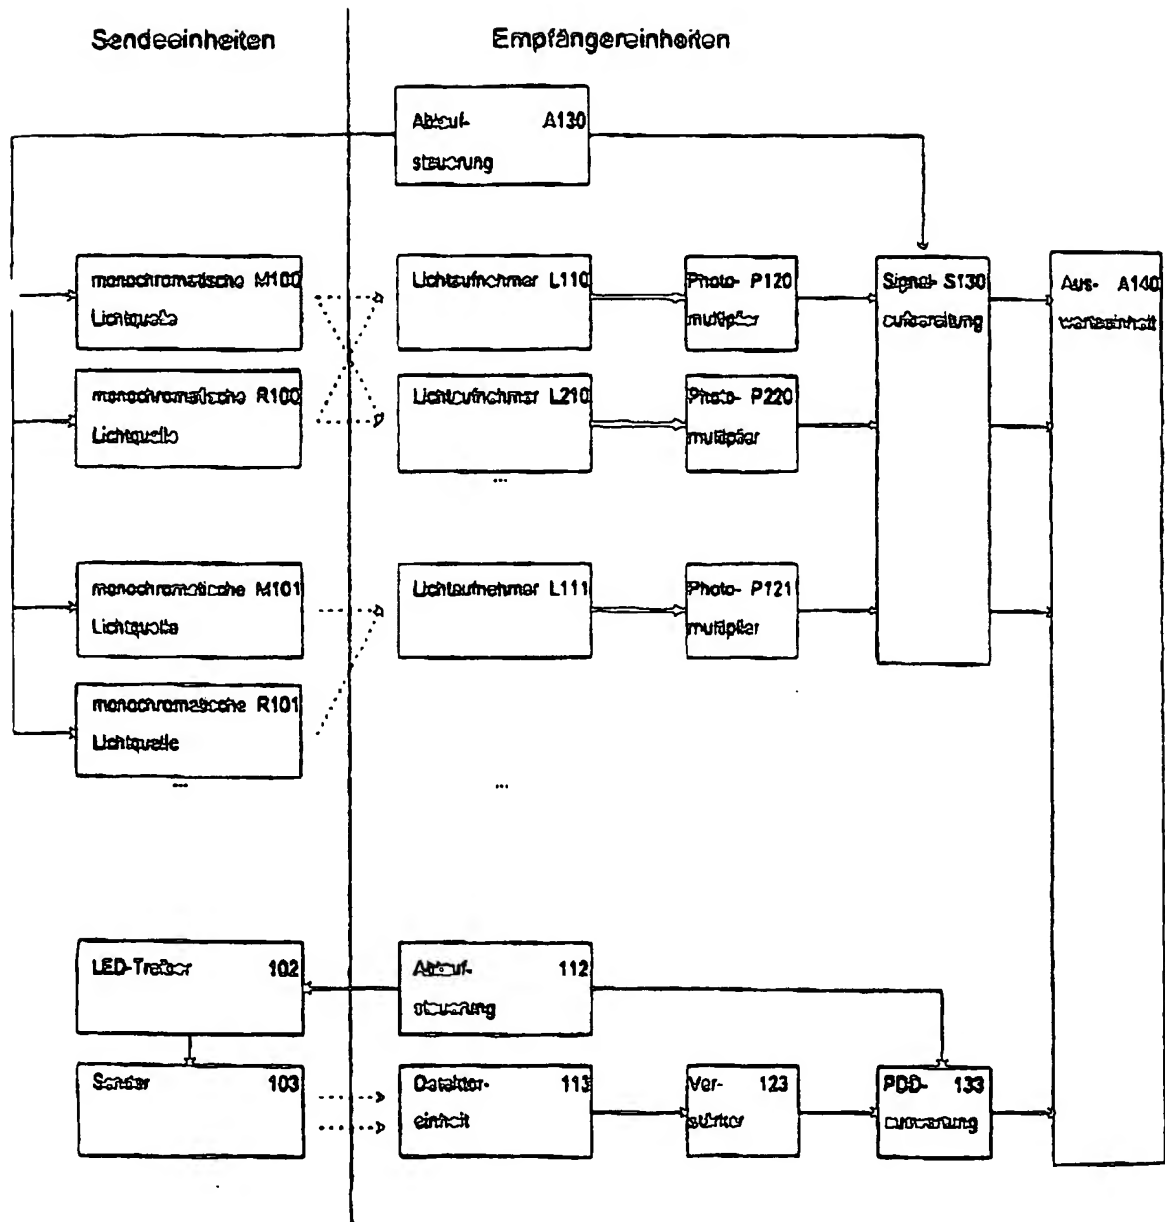 Sendeeinheiten
Empfängereinheiten
Ablauf- A130
steuerung
monochromatische M100
Lichtquelle
Lichtaufnehmer L110
Photo- P120
multiplier
Signal- S130
aufbereitung
Aus- A140
werteeinheit
monochromatische R100
Lichtquelle
Lichtaufnehmer L210
Photo- P220
multiplier
...
monochromatische M101
Lichtquelle
Lichtaufnehmer L111
Photo- P121
multiplier
monochromatische R101
Lichtquelle
...
...
LED-Treiber 102
Ablauf- 112
steuerung
Sender 103
Detektor- 113
einheit
Ver- 123
stärker
PDD- 133
auswertung